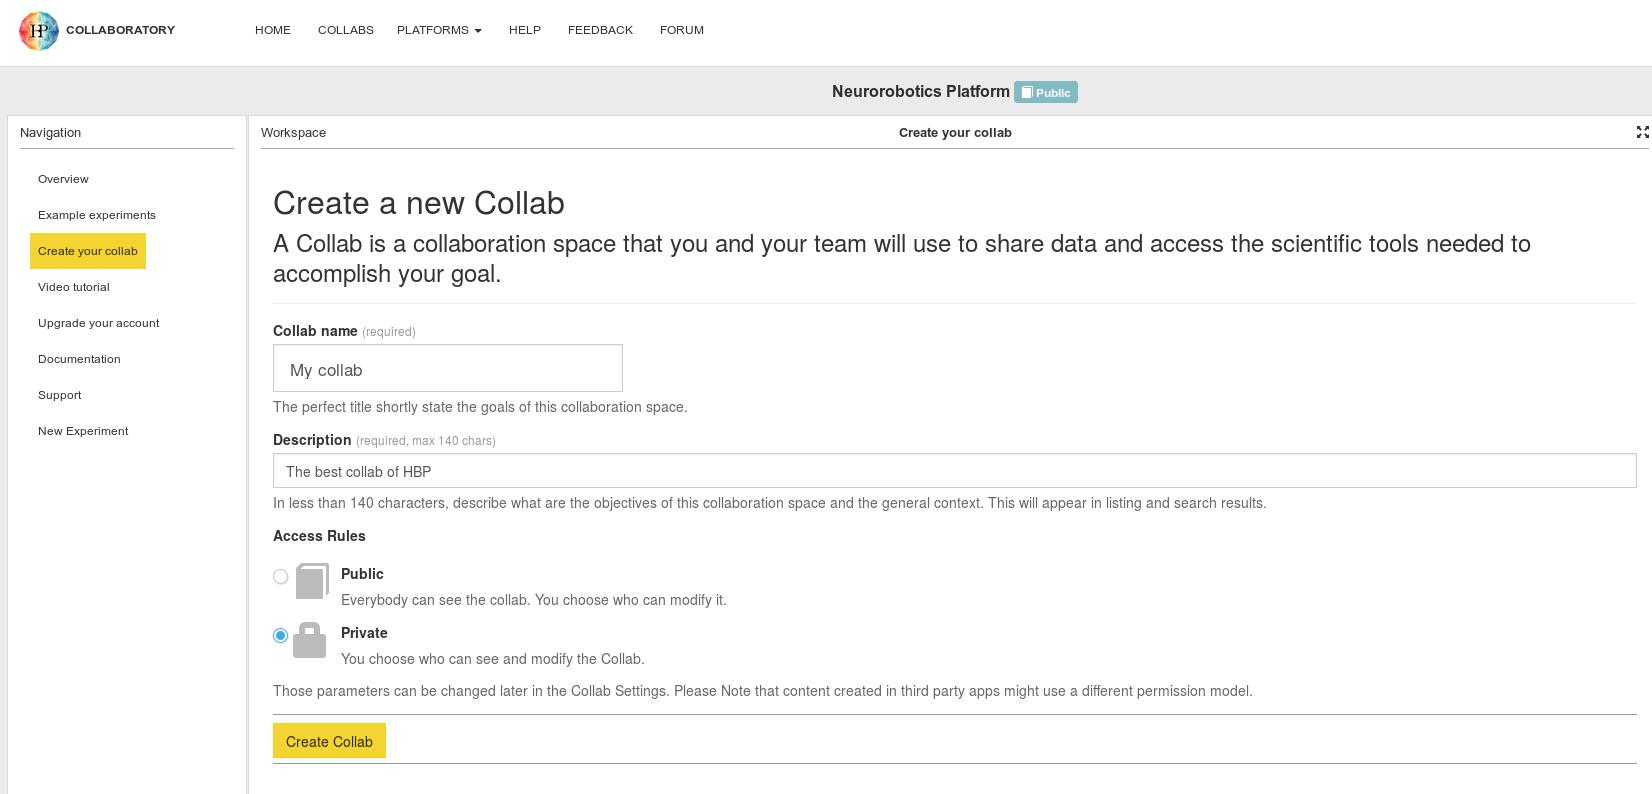 HP COLLABORATORY HOME COLLABS PLATFORMS HELP FEEDBACK FORUM
Neurorobotics Platform Public
Navigation
Overview
Example experiments
Create your collab
Video tutorial
Upgrade your account
Documentation
Support
New Experiment
Workspace Create your collab
Create a new Collab
A Collab is a collaboration space that you and your team will use to share data and access the scientific tools needed to
accomplish your goal.
Collab name (required)
My collab
The perfect title shortly state the goals of this collaboration space.
Description (required, max 140 chars)
The best collab of HBP
In less than 140 characters, describe what are the objectives of this collaboration space and the general context. This will appear in listing and search results.
Access Rules
Public
Everybody can see the collab. You choose who can modify it.
Private
You choose who can see and modify the Collab.
Those parameters can be changed later in the Collab Settings. Please Note that content created in third party apps might use a different permission model.
Create Collab